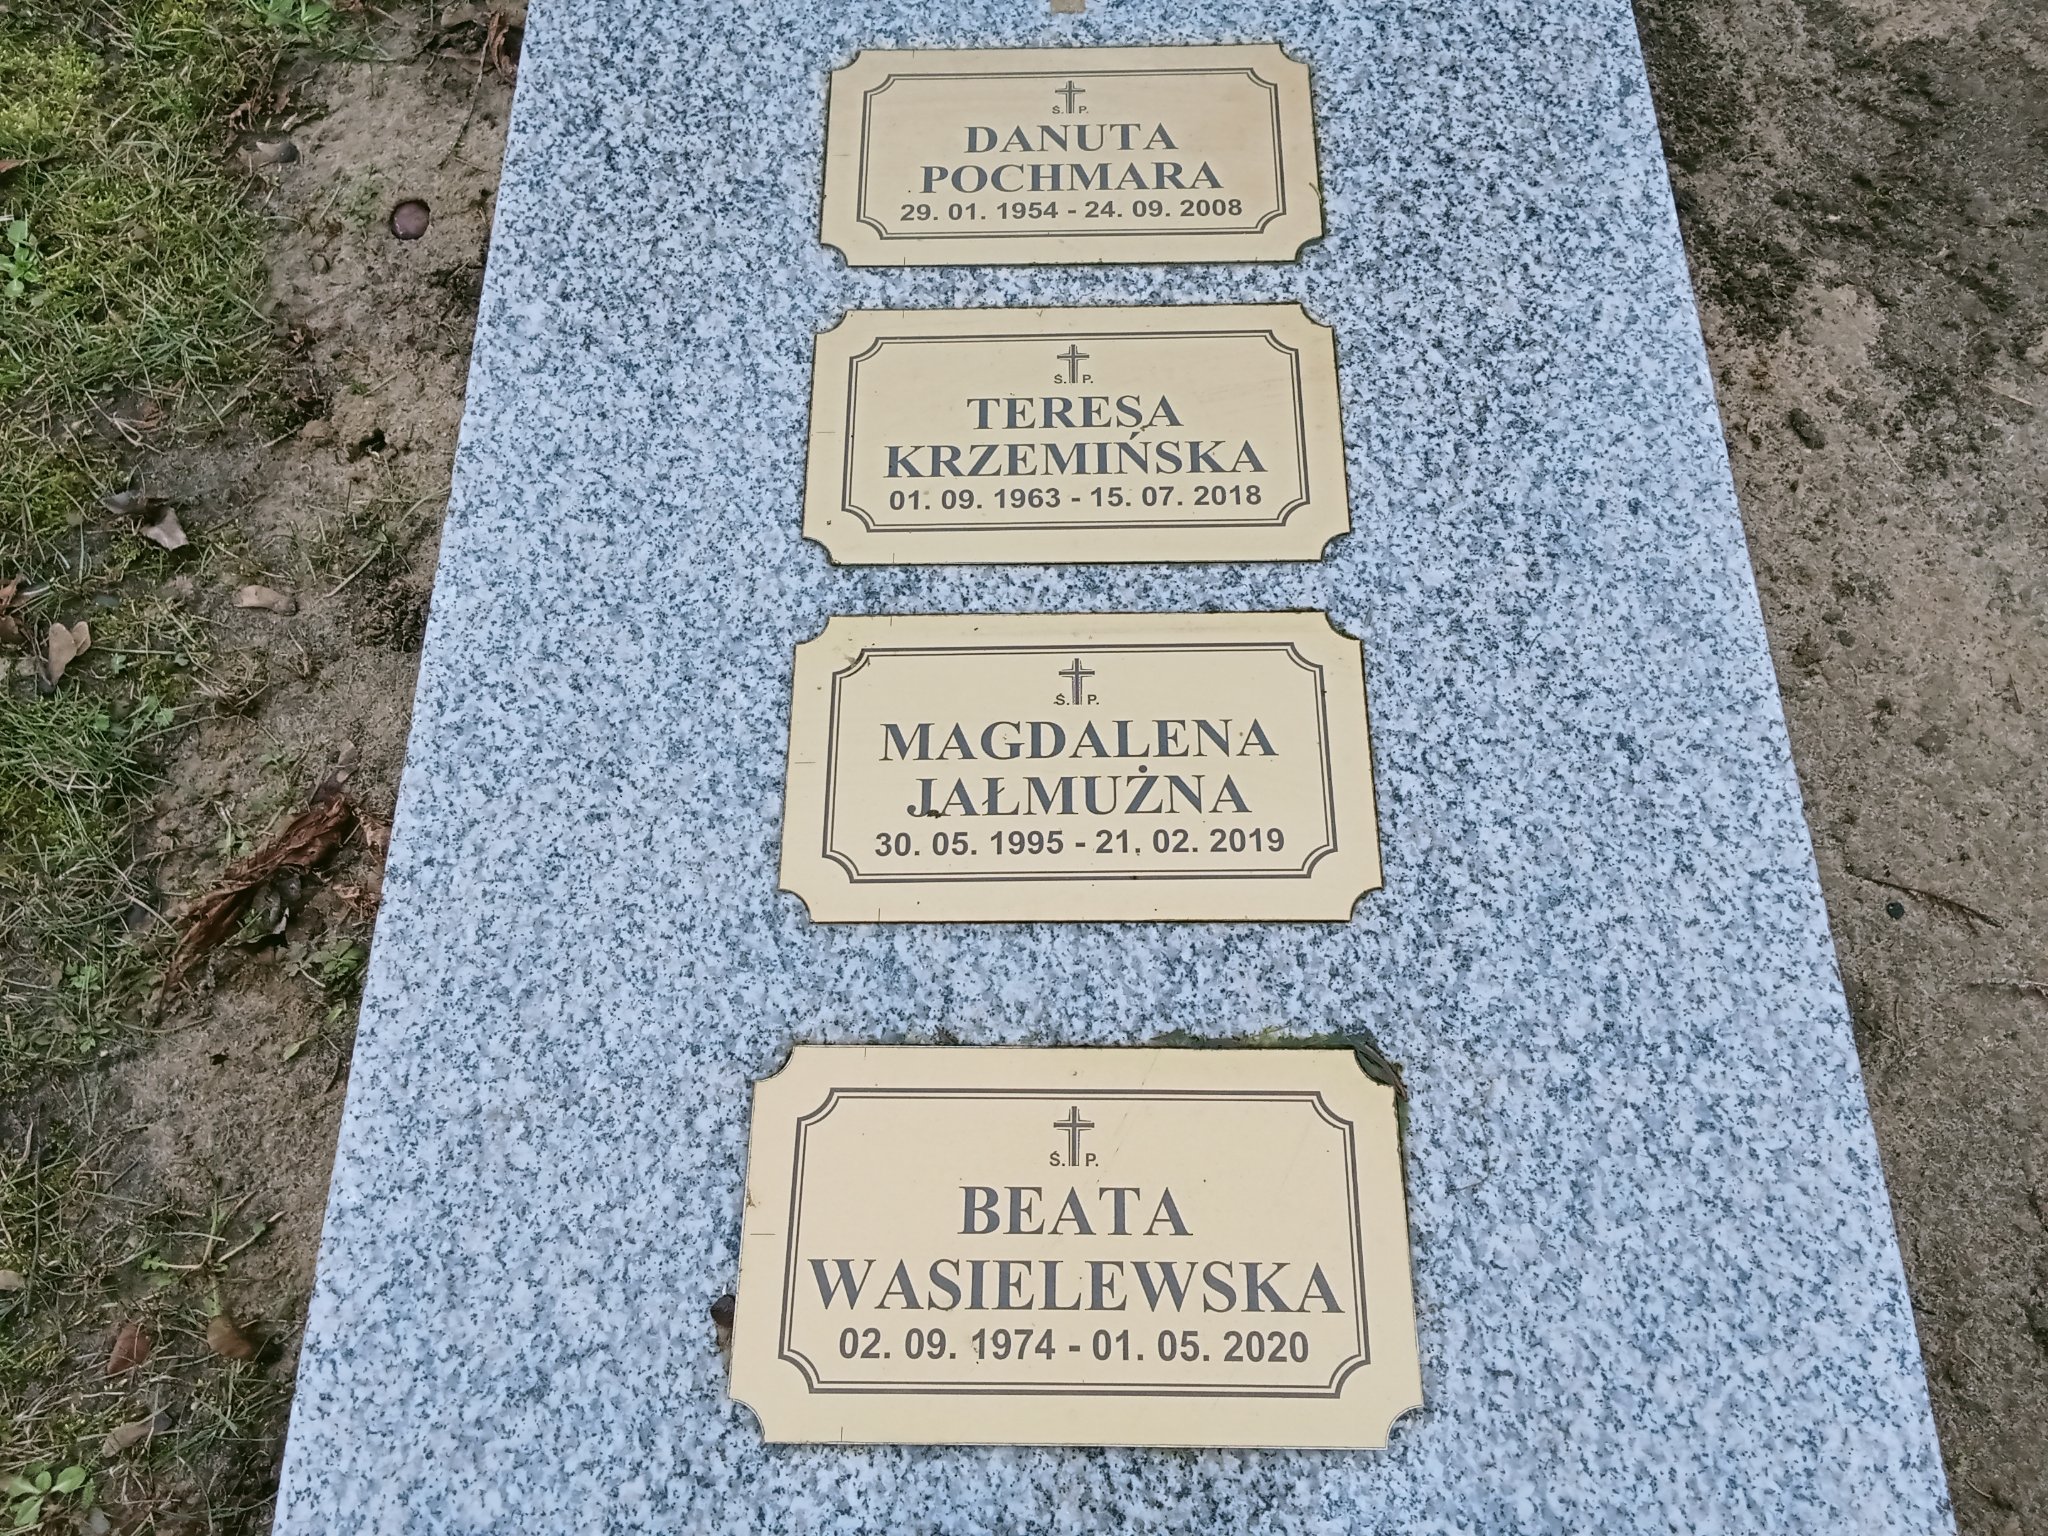 Ś. P.
DANUTA
POCHMARA
29. 01. 1954 - 24. 09. 2008
Ś. P.
TERESA
KRZEMIŃSKA
01. 09. 1963 - 15. 07. 2018
Ś. P.
MAGDALENA
JAŁMUŻNA
30. 05. 1995 - 21. 02. 2019
Ś. P.
BEATA
WASIELEWSKA
02. 09. 1974 - 01. 05. 2020